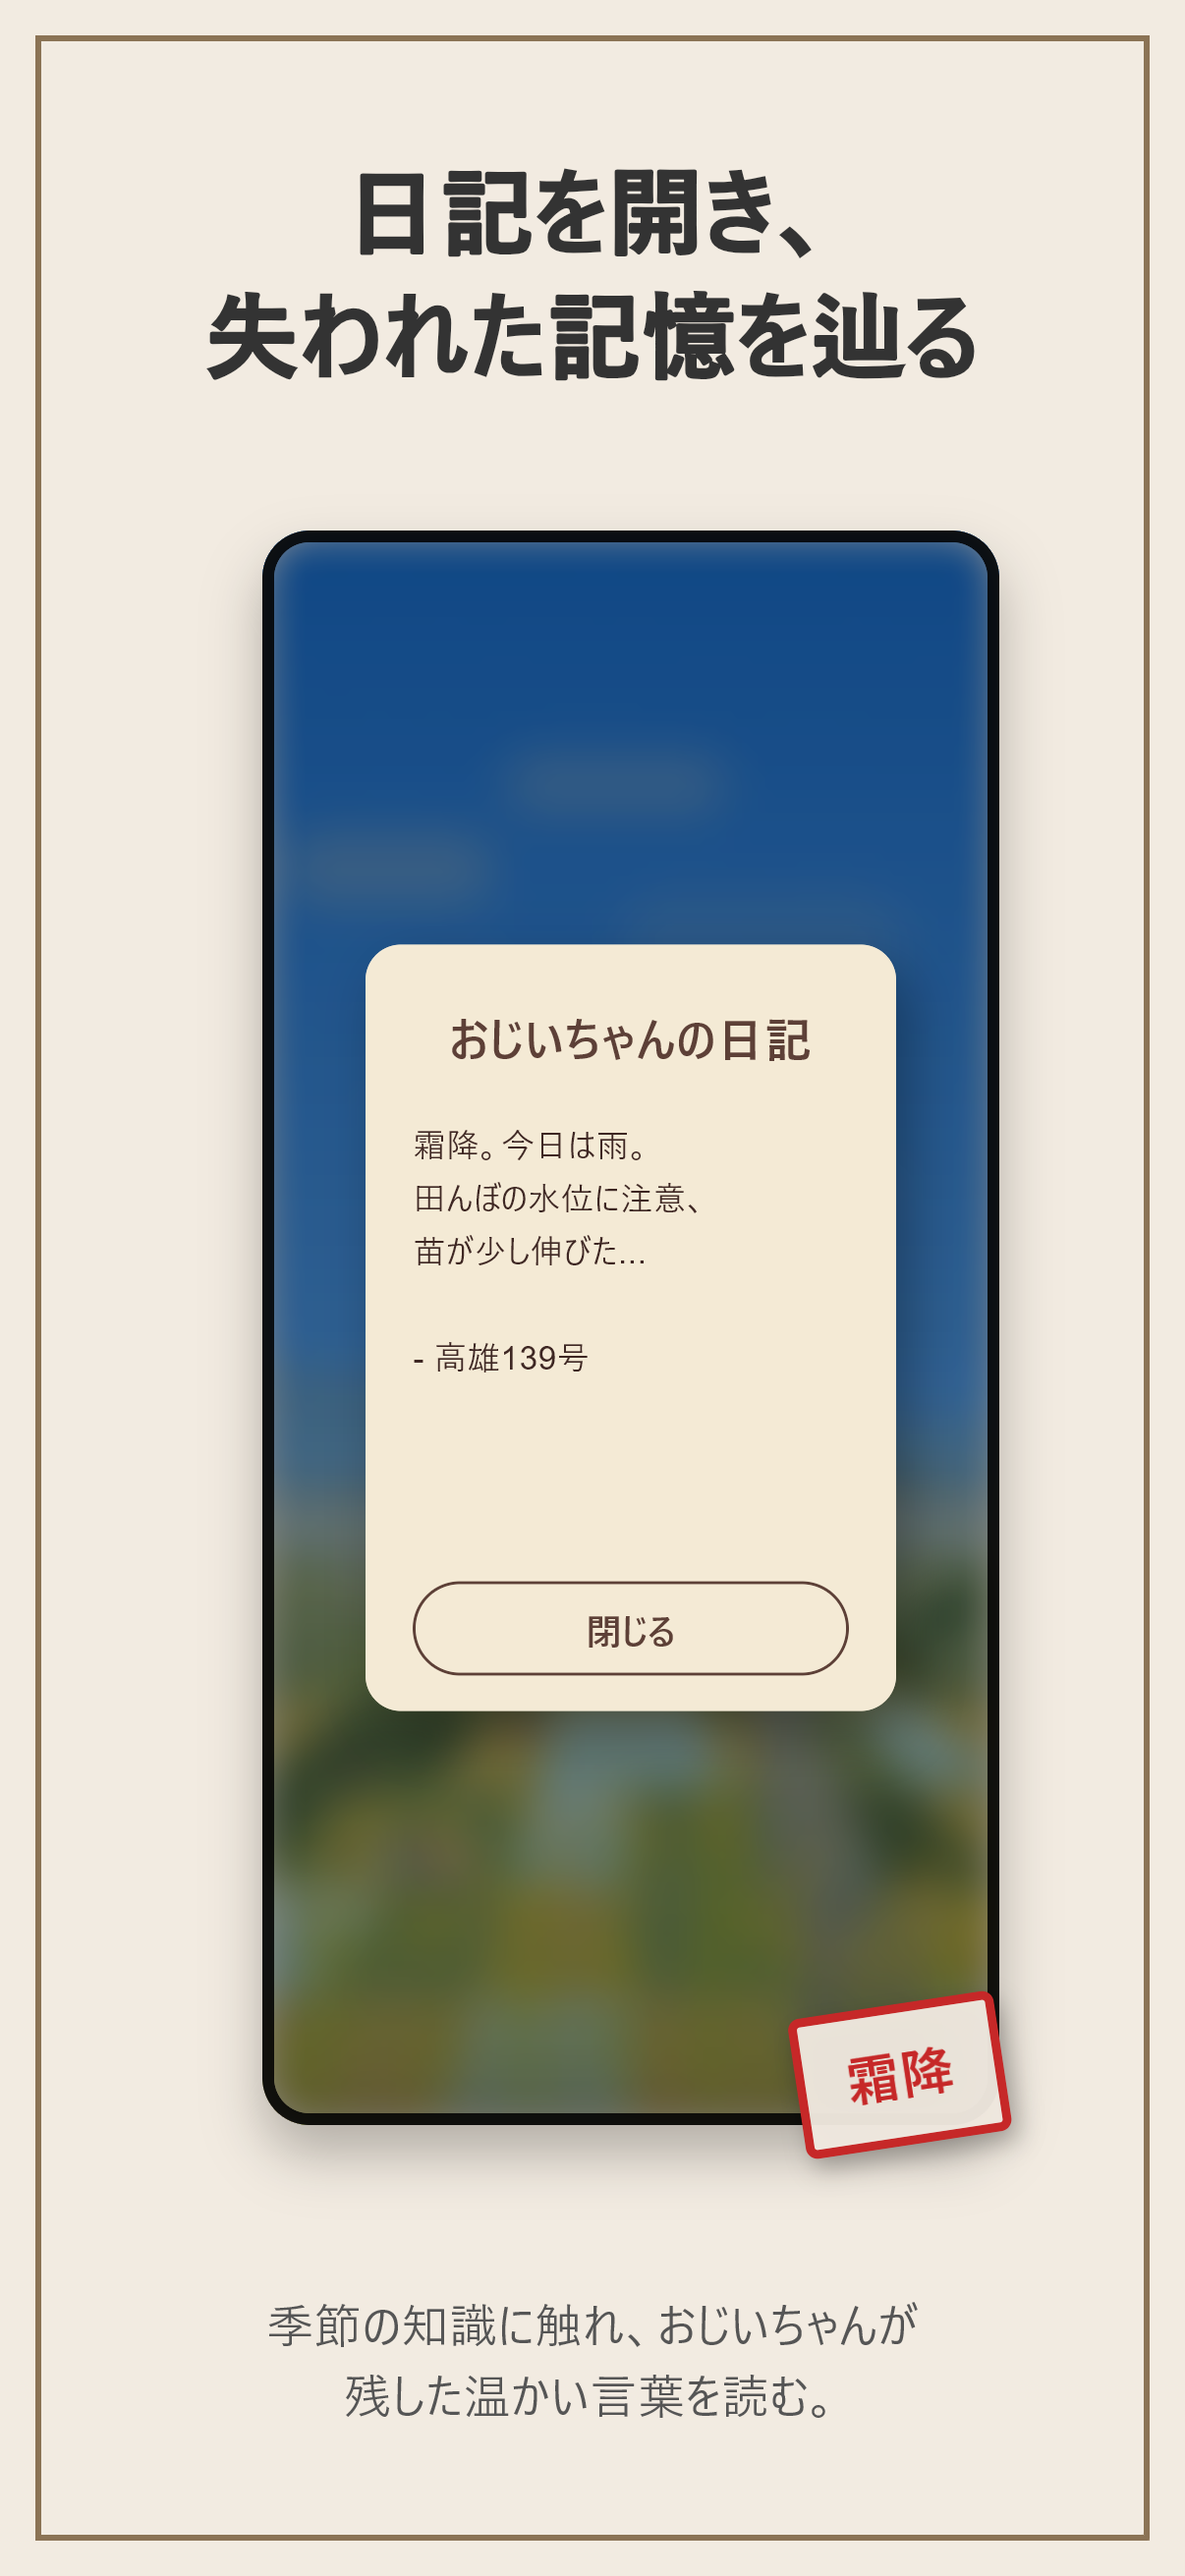 日記を開き、
失われた記憶を辿る
おじいちゃんの日記
霜降。今日は雨。
田んぼの水位に注意、
苗が少し伸びた...
- 高雄139号
閉じる
霜降
季節の知識に触れ、おじいちゃんが
残した温かい言葉を読む。